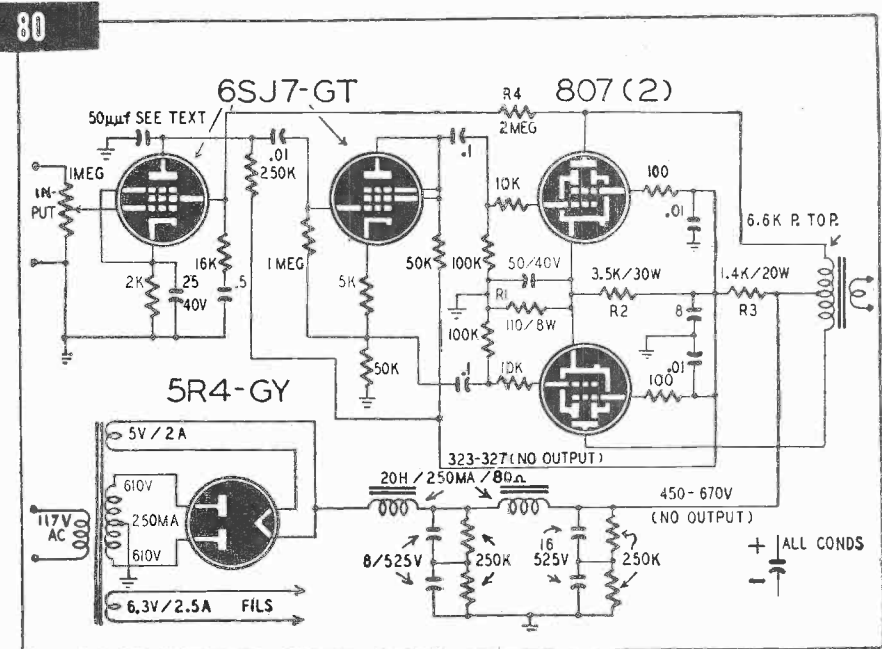 80
6SJ7-GT
807(2)
R4
2MEG
50µµf SEE TEXT
.01
250K
.1
10K
100
.01
1MEG
IN-
PUT
6.6K P. TO P.
16K
1MEG
50K
100K
50/40V
3.5K/30W
1.4K/20W
2K
25
40V
.5
5K
R1
110/8W
R2
8
R3
100K
50K
.1
10K
100
.01
5R4-GY
5V/2A
323-327(NO OUTPUT)
20H/250MA/80Ω
610V
450-670V
(NO OUTPUT)
117V
AC
250MA
610V
8/525V
250K
16
525V
250K
+
-
ALL CONDS
6.3V/2.5A FILS